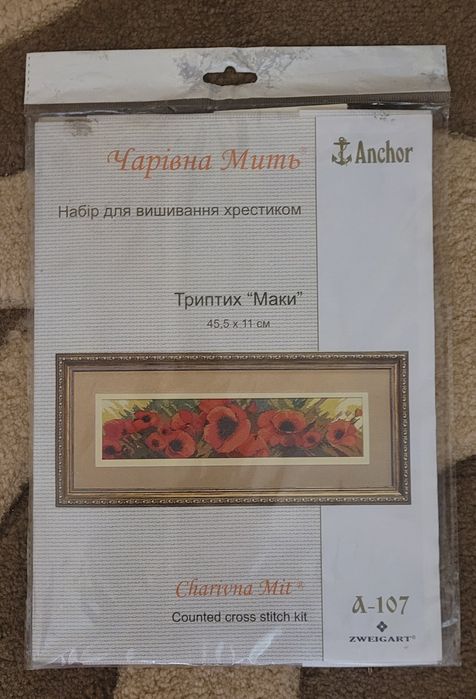 Чарівна Мить®
Anchor
Набір для вишивання хрестиком
Триптих “Маки”
45,5 x 11 см
Charivna Mit ®
Counted cross stitch kit
A-107
ZWEIGART®